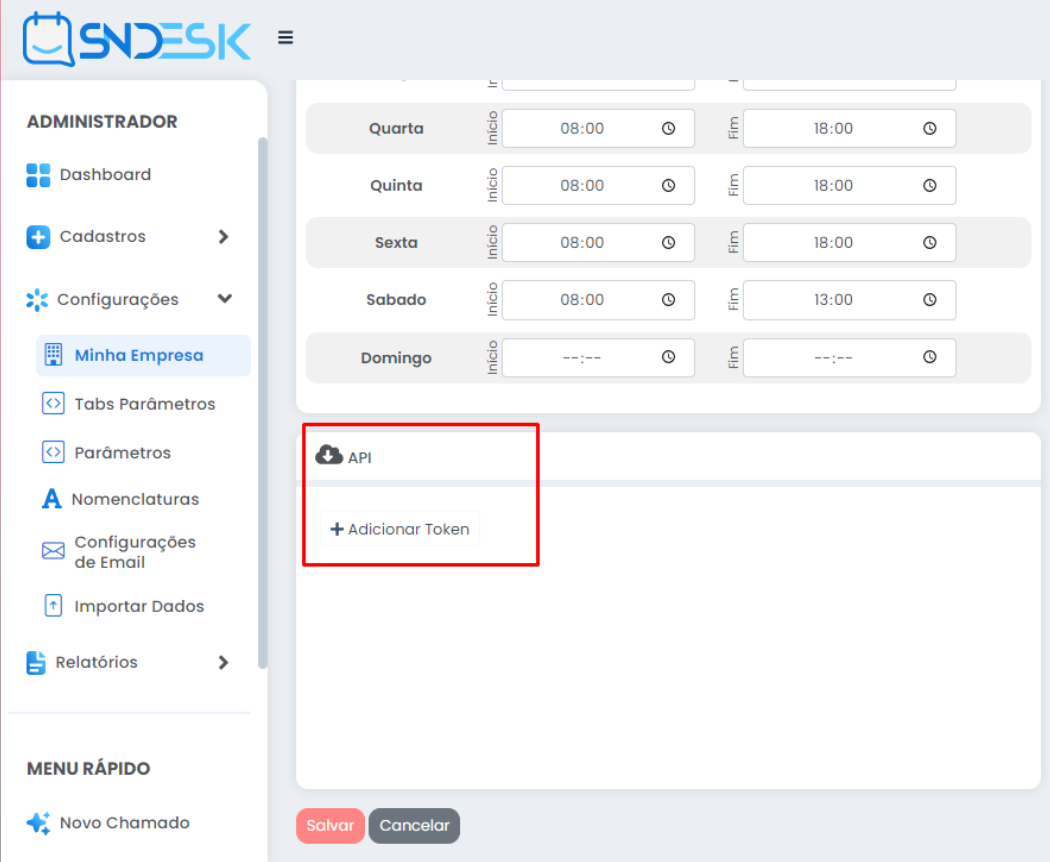 SNDESK
ADMINISTRADOR
Dashboard
Cadastros
Configurações
Minha Empresa
Tabs Parâmetros
Parâmetros
Nomenclaturas
Configurações
de Email
Importar Dados
Relatórios
MENU RÁPIDO
Novo Chamado
Quarta Início 08:00 Fim 18:00
Quinta Início 08:00 Fim 18:00
Sexta Início 08:00 Fim 18:00
Sabado Início 08:00 Fim 13:00
Domingo Início --:-- Fim --:--
API
+ Adicionar Token
Salvar Cancelar